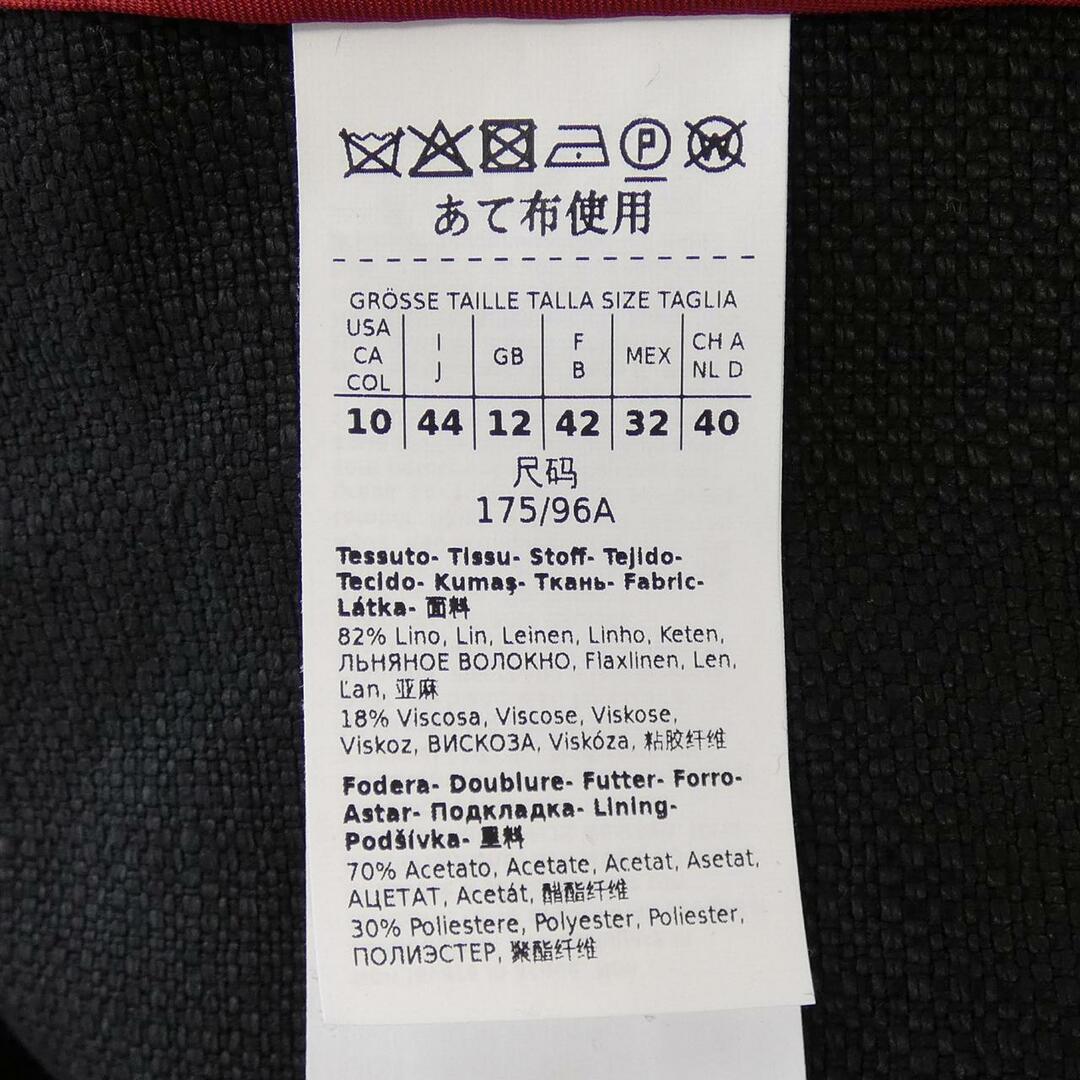 P W
あて布使用
GRÖSSE TAILLE TALLA SIZE TAGLIA
USA CA COL | I J | GB | F B | MEX | CH A NL D
10 | 44 | 12 | 42 | 32 | 40
尺码
175/96A
Tessuto- Tissu- Stoff- Tejido-
Tecido- Kumaş- Ткань- Fabric-
Látka- 面料
82% Lino, Lin, Leinen, Linho, Keten,
ЛЬНЯНОЕ ВОЛОКНО, Flaxlinen, Len,
Ľan, 亚麻
18% Viscosa, Viscose, Viskose,
Viskoz, ВИСКОЗА, Viskóza, 粘胶纤维
Fodera- Doublure- Futter- Forro-
Astar- Подкладка- Lining-
Podšívka- 里料
70% Acetato, Acetate, Acetat, Asetat,
АЦЕТАТ, Acetát, 醋酯纤维
30% Poliestere, Polyester, Poliester,
ПОЛИЭСТЕР, 聚酯纤维